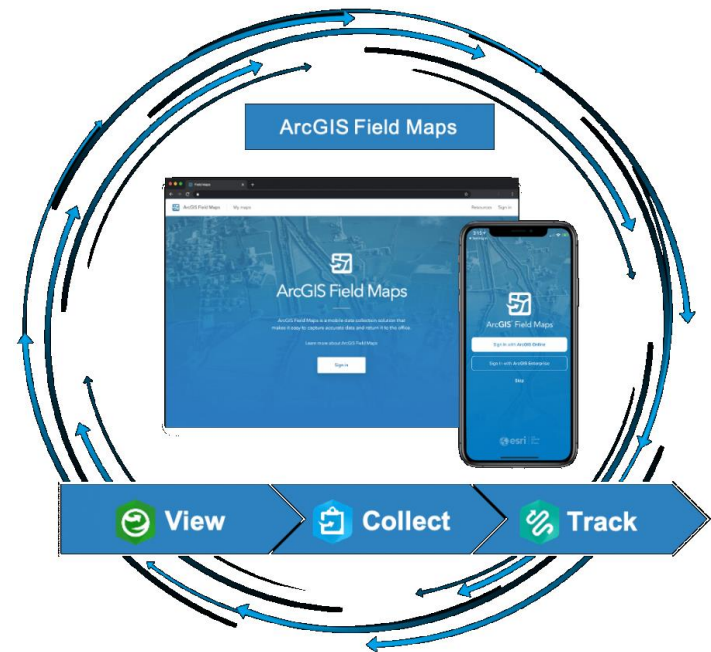 ArcGIS Field Maps
Field Maps
ArcGIS Field Maps My maps Resources Sign in
ArcGIS Field Maps
ArcGIS Field Maps is a mobile data collection solution that
makes it easy to capture accurate data and return it to the office.
Learn more about ArcGIS Field Maps
Sign in
ArcGIS Field Maps
Sign in with ArcGIS Online
Sign in with ArcGIS Enterprise
Skip
esri
View Collect Track